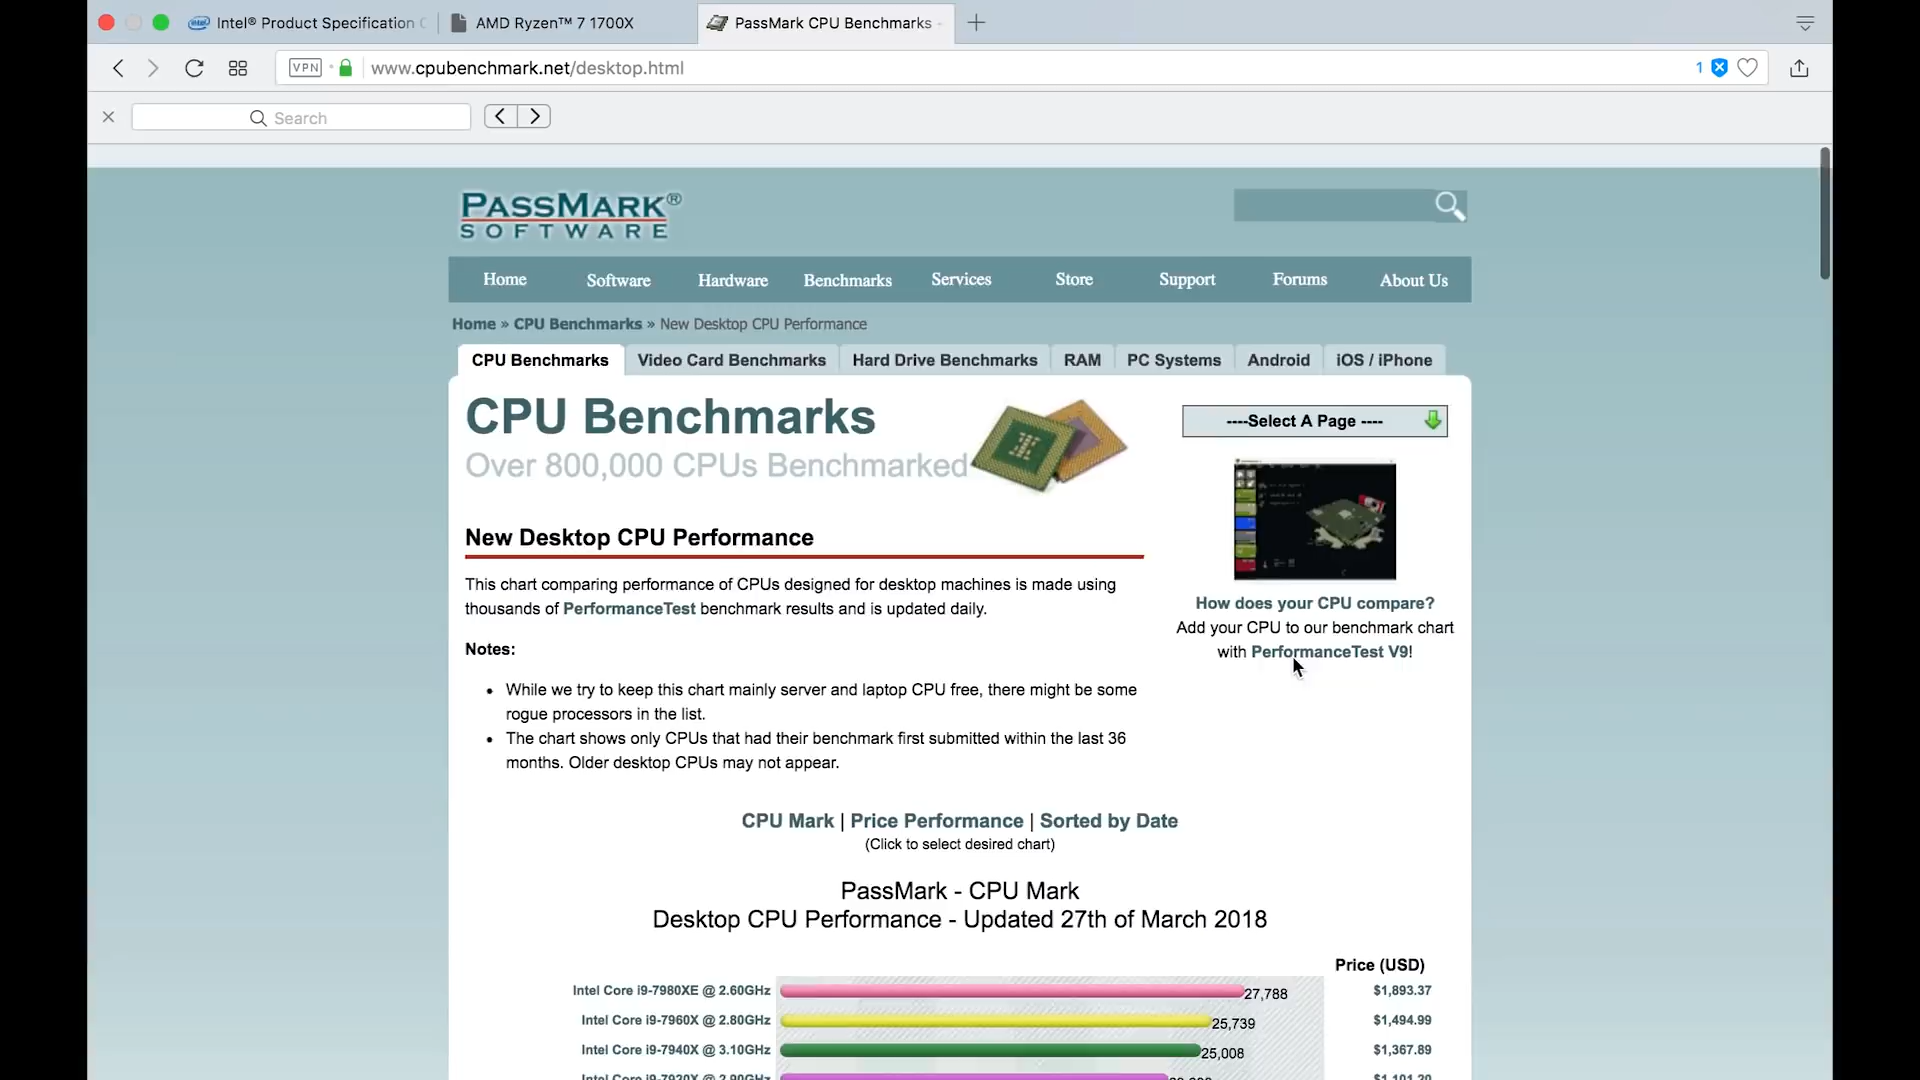 Intel® Product Specification C
AMD Ryzen™ 7 1700X
PassMark CPU Benchmarks -
VPN
www.cpubenchmark.net/desktop.html
1
Search
PASSMARK®
SOFTWARE
Home Software Hardware Benchmarks Services Store Support Forums About Us
Home » CPU Benchmarks » New Desktop CPU Performance
CPU Benchmarks Video Card Benchmarks Hard Drive Benchmarks RAM PC Systems Android iOS / iPhone
CPU Benchmarks
Over 800,000 CPUs Benchmarked
----Select A Page ----
How does your CPU compare?
Add your CPU to our benchmark chart
with PerformanceTest V9!
New Desktop CPU Performance
This chart comparing performance of CPUs designed for desktop machines is made using
thousands of PerformanceTest benchmark results and is updated daily.
Notes:
• While we try to keep this chart mainly server and laptop CPU free, there might be some
rogue processors in the list.
• The chart shows only CPUs that had their benchmark first submitted within the last 36
months. Older desktop CPUs may not appear.
CPU Mark | Price Performance | Sorted by Date
(Click to select desired chart)
PassMark - CPU Mark
Desktop CPU Performance - Updated 27th of March 2018
Price (USD)
Intel Core i9-7980XE @ 2.60GHz 27,788 $1,893.37
Intel Core i9-7960X @ 2.80GHz 25,739 $1,494.99
Intel Core i9-7940X @ 3.10GHz 25,008 $1,367.89
Intel Core i9-7920X @ 2.90GHz $1,101.20